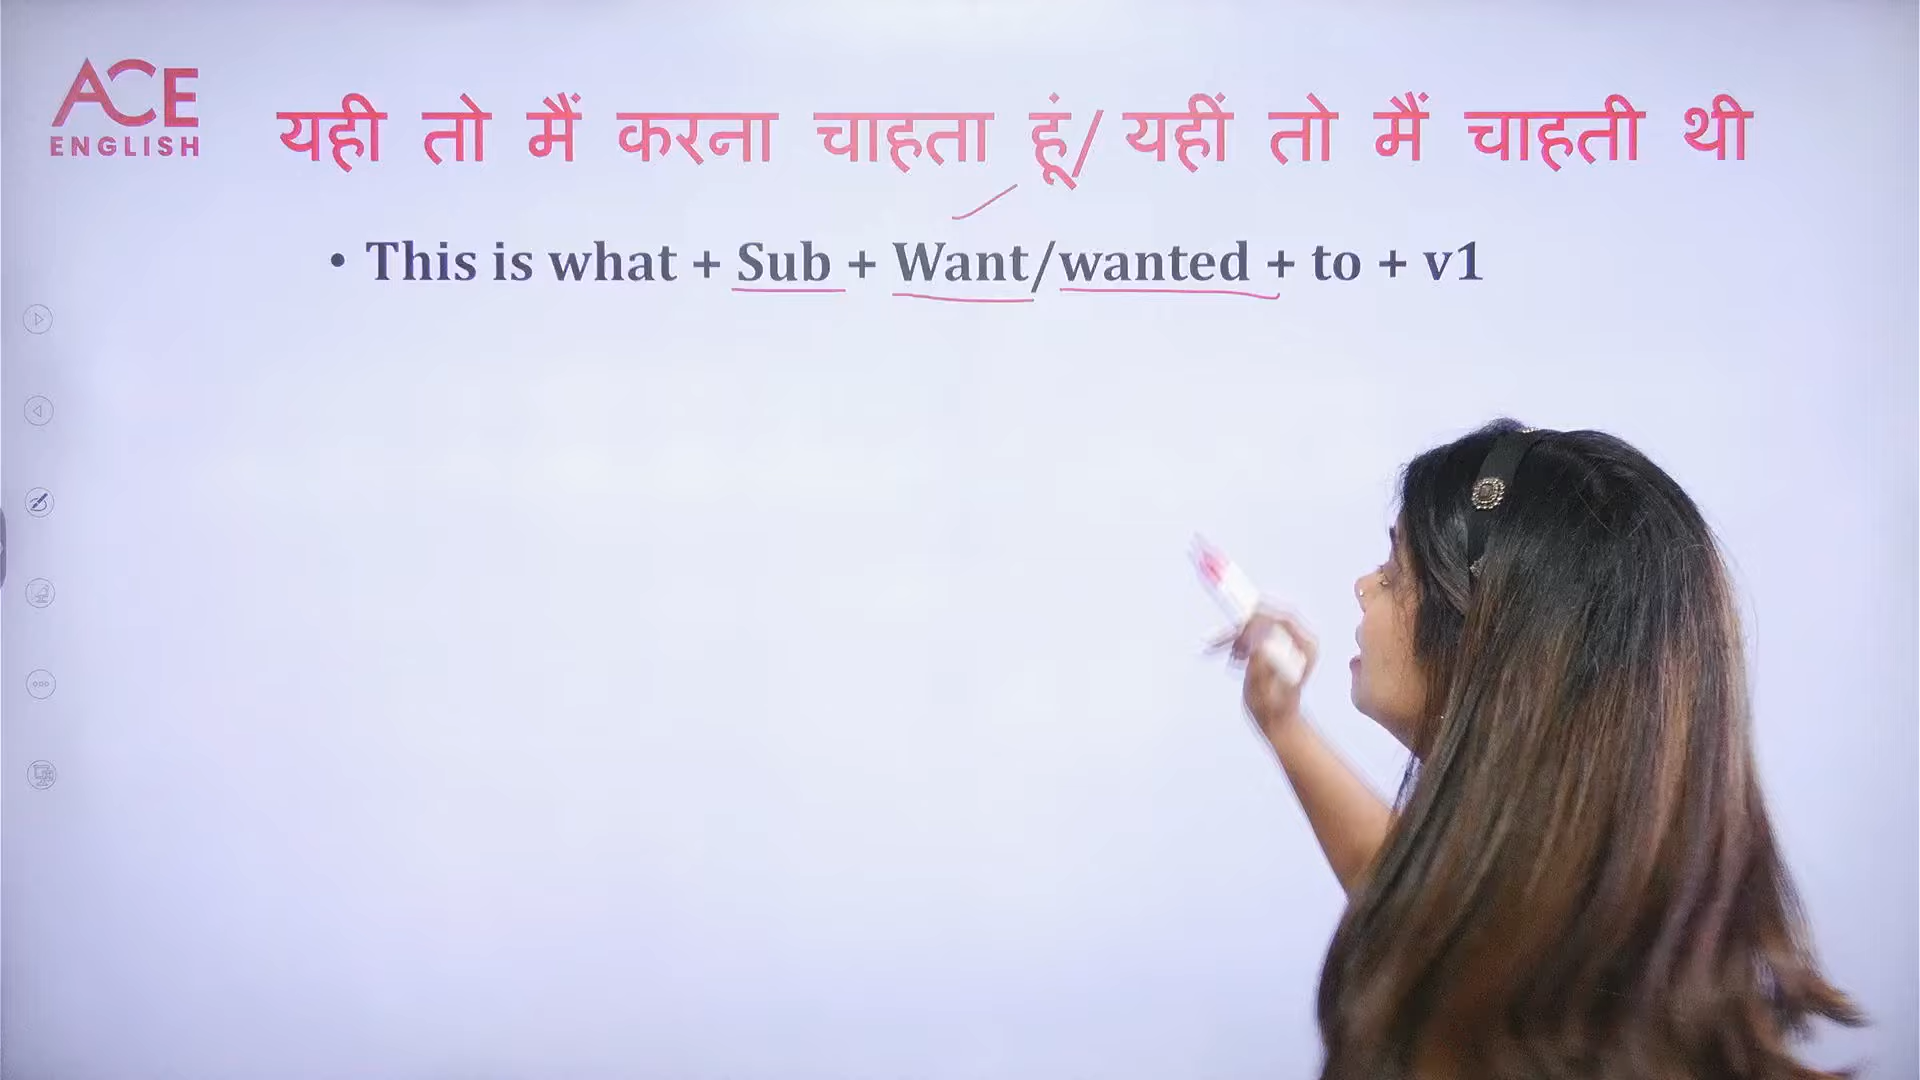 ACE
ENGLISH
यही तो मैं करना चाहता हूं/ यहीं तो मैं चाहती थी
• This is what + Sub + Want/wanted + to + v1